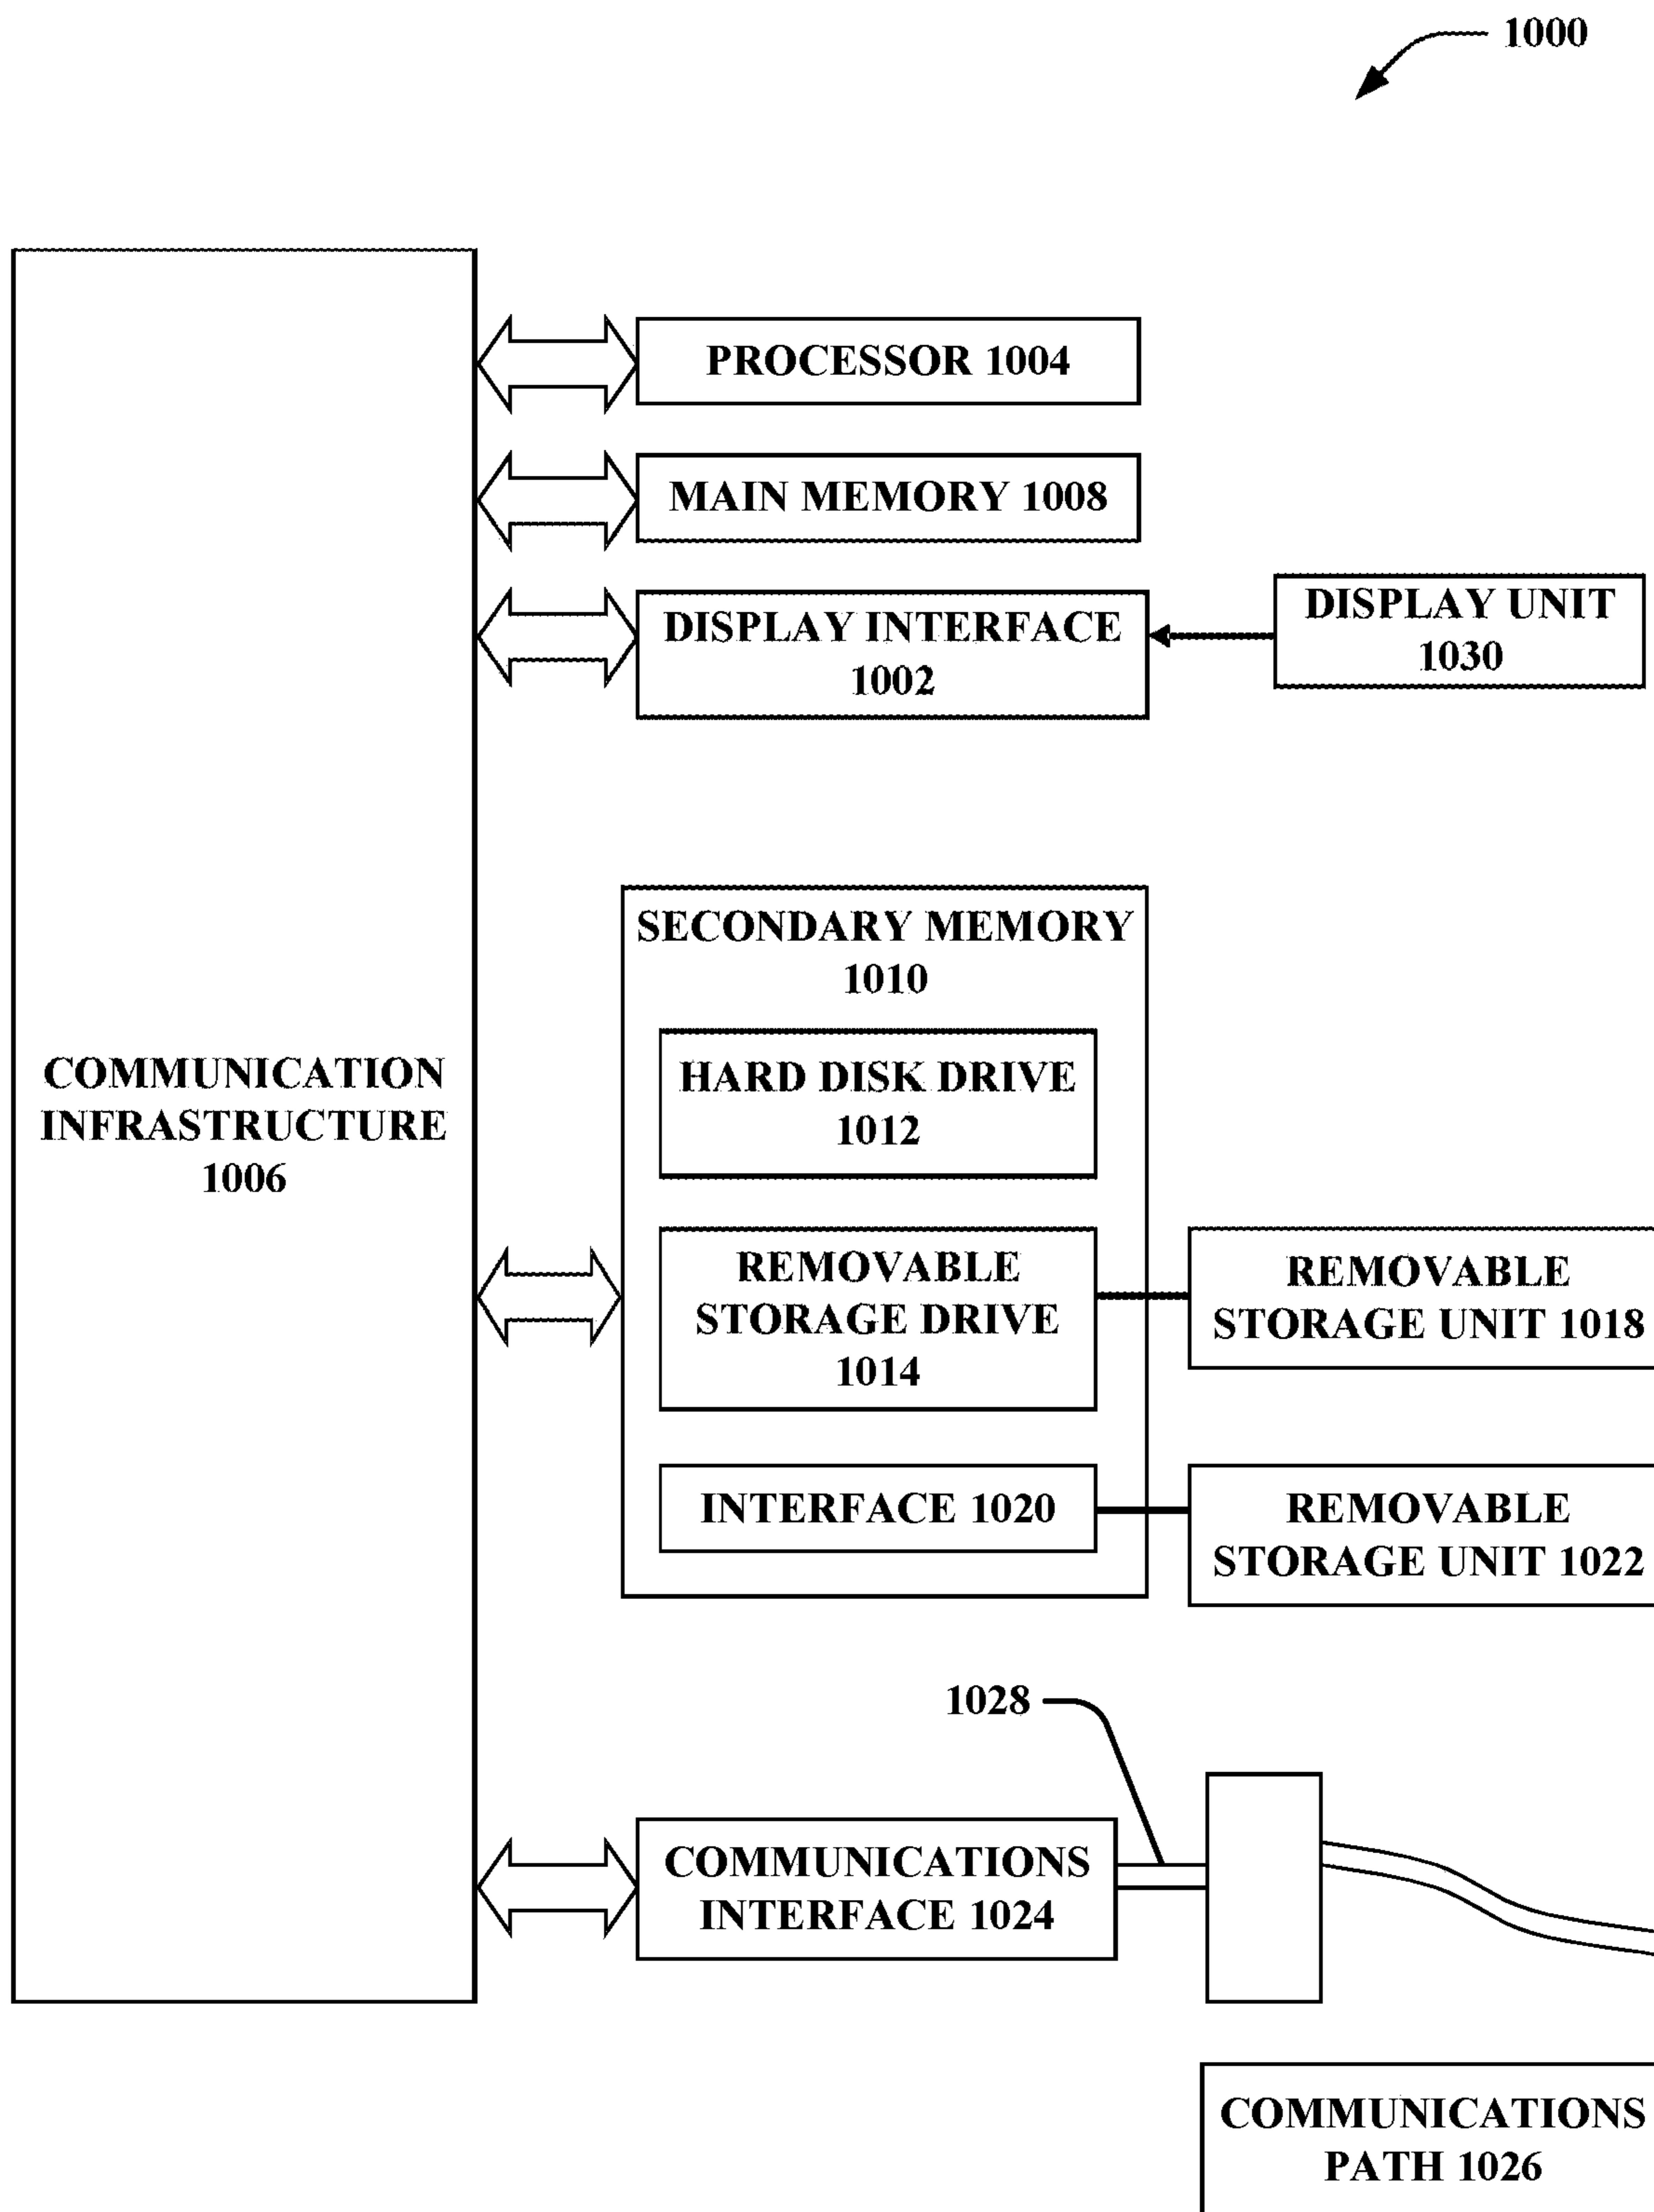 1000
PROCESSOR 1004
MAIN MEMORY 1008
DISPLAY INTERFACE
1002
DISPLAY UNIT
1030
SECONDARY MEMORY
1010
HARD DISK DRIVE
1012
COMMUNICATION
INFRASTRUCTURE
1006
REMOVABLE
STORAGE DRIVE
1014
REMOVABLE
STORAGE UNIT 1018
INTERFACE 1020
REMOVABLE
STORAGE UNIT 1022
1028
COMMUNICATIONS
INTERFACE 1024
COMMUNICATIONS
PATH 1026